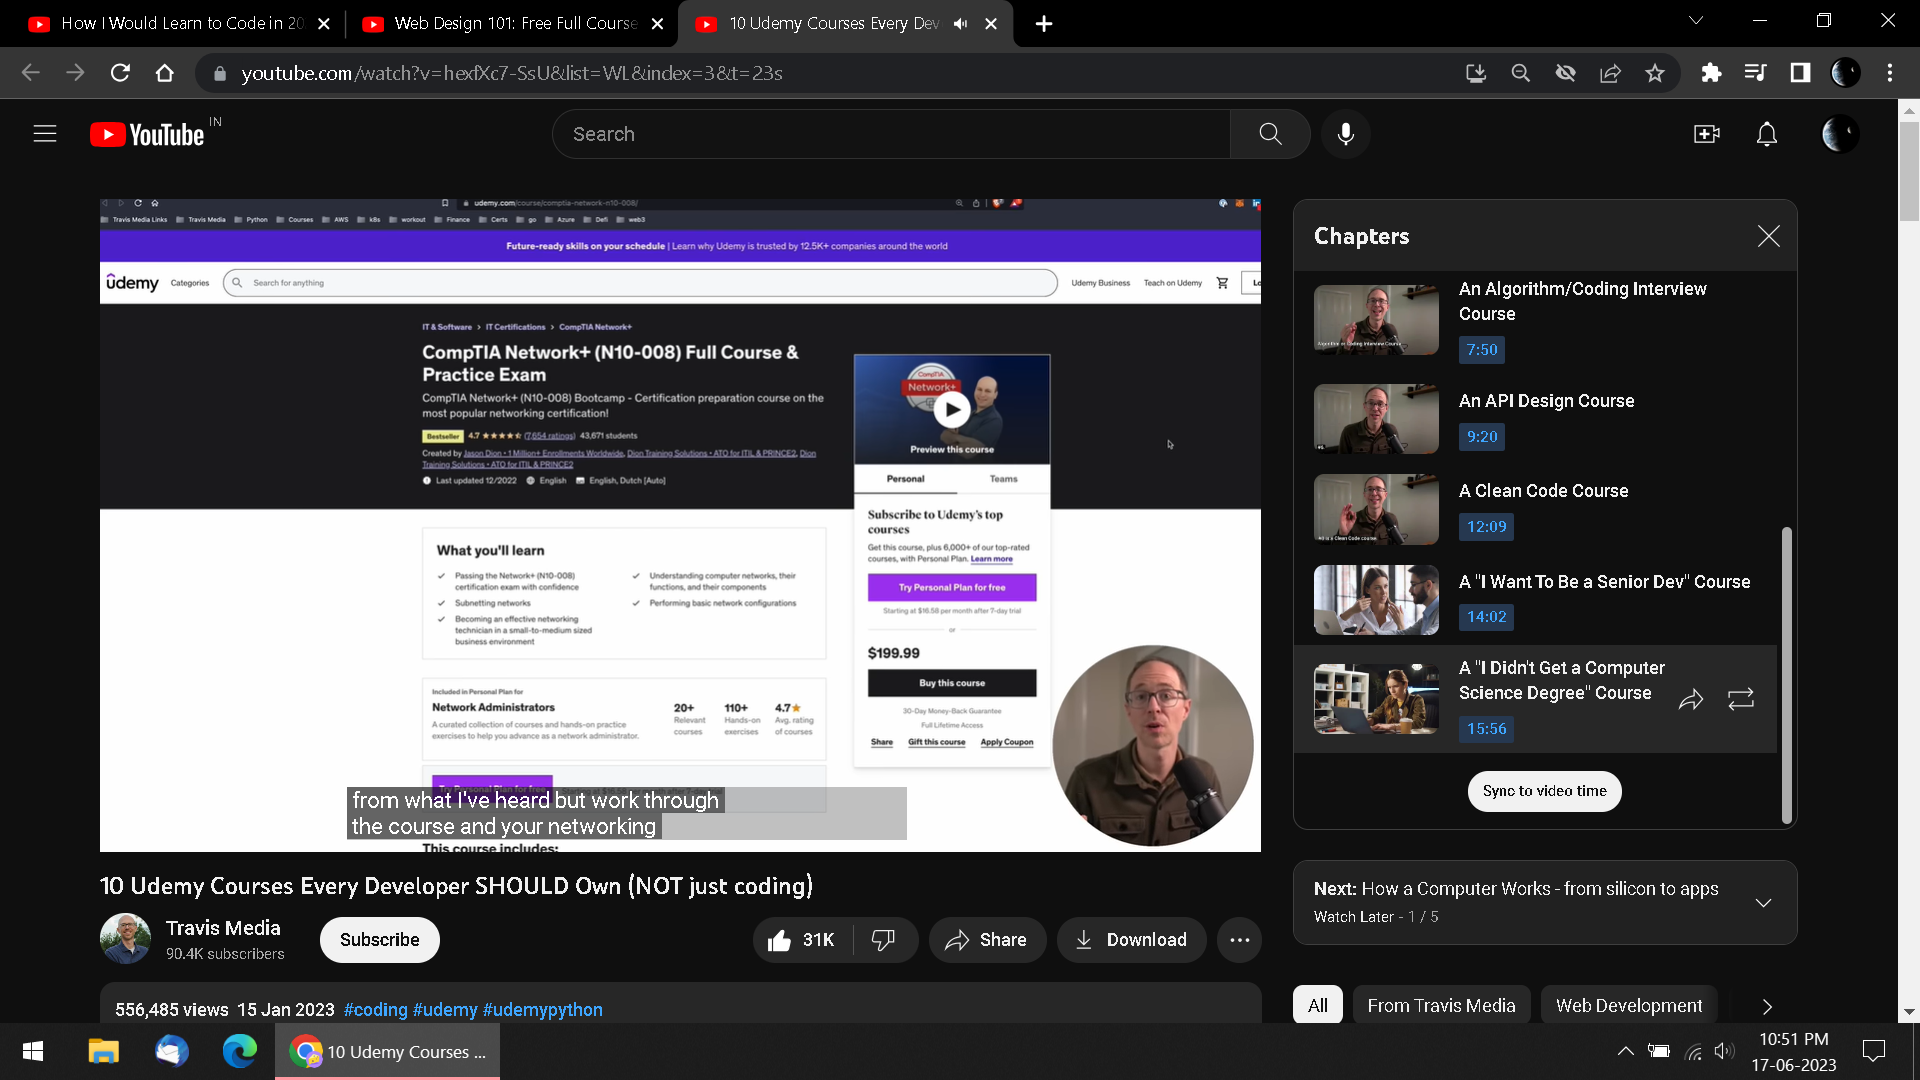 How I Would Learn to Code in 20
Web Design 101: Free Full Course
10 Udemy Courses Every Dev
youtube.com/watch?v=hexfXc7-SsU&list=WL&index=3&t=23s
YouTube IN
Search
Travis Media Links Travis Media Python Courses AWS k8s workout Finance Certs go Azure Defi web3
udemy.com/course/comptia-network-n10-008/
Future-ready skills on your schedule | Learn why Udemy is trusted by 12.5K+ companies around the world
ûdemy
Categories
Search for anything
Udemy Business
Teach on Udemy
Lo
IT & Software > IT Certifications > CompTIA Network+
CompTIA Network+ (N10-008) Full Course &
Practice Exam
CompTIA Network+ (N10-008) Bootcamp - Certification preparation course on the
most popular networking certification!
Bestseller 4.7 (7,654 ratings) 43,671 students
Created by Jason Dion • 1 Million+ Enrollments Worldwide, Dion Training Solutions • ATO for ITIL & PRINCE2, Dion
Training Solutions • ATO for ITIL & PRINCE2
Last updated 12/2022 English English, Dutch [Auto]
CompTIA
Network+
Preview this course
Personal Teams
Subscribe to Udemy's top
courses
Get this course, plus 6,000+ of our top-rated
courses, with Personal Plan. Learn more
Try Personal Plan for free
Starting at $16.58 per month after 7-day trial
or
$199.99
Buy this course
30-Day Money-Back Guarantee
Full Lifetime Access
Share Gift this course Apply Coupon
What you'll learn
Passing the Network+ (N10-008)
certification exam with confidence
Subnetting networks
Becoming an effective networking
technician in a small-to-medium sized
business environment
Understanding computer networks, their
functions, and their components
Performing basic network configurations
Included in Personal Plan for
Network Administrators
A curated collection of courses and hands-on practice
exercises to help you advance as a network administrator.
20+
Relevant
courses
110+
Hands-on
exercises
4.7★
Avg. rating
of courses
from what I've heard but work through
the course and your networking
This course includes:
Chapters
An Algorithm/Coding Interview
Course
7:50
An API Design Course
9:20
A Clean Code Course
12:09
A "I Want To Be a Senior Dev" Course
14:02
A "I Didn't Get a Computer
Science Degree" Course
15:56
Sync to video time
10 Udemy Courses Every Developer SHOULD Own (NOT just coding)
Travis Media
90.4K subscribers
Subscribe
31K
Share
Download
556,485 views 15 Jan 2023 #coding #udemy #udemypython
Next: How a Computer Works - from silicon to apps
Watch Later - 1 / 5
All
From Travis Media
Web Development
10 Udemy Courses ...
10:51 PM
17-06-2023